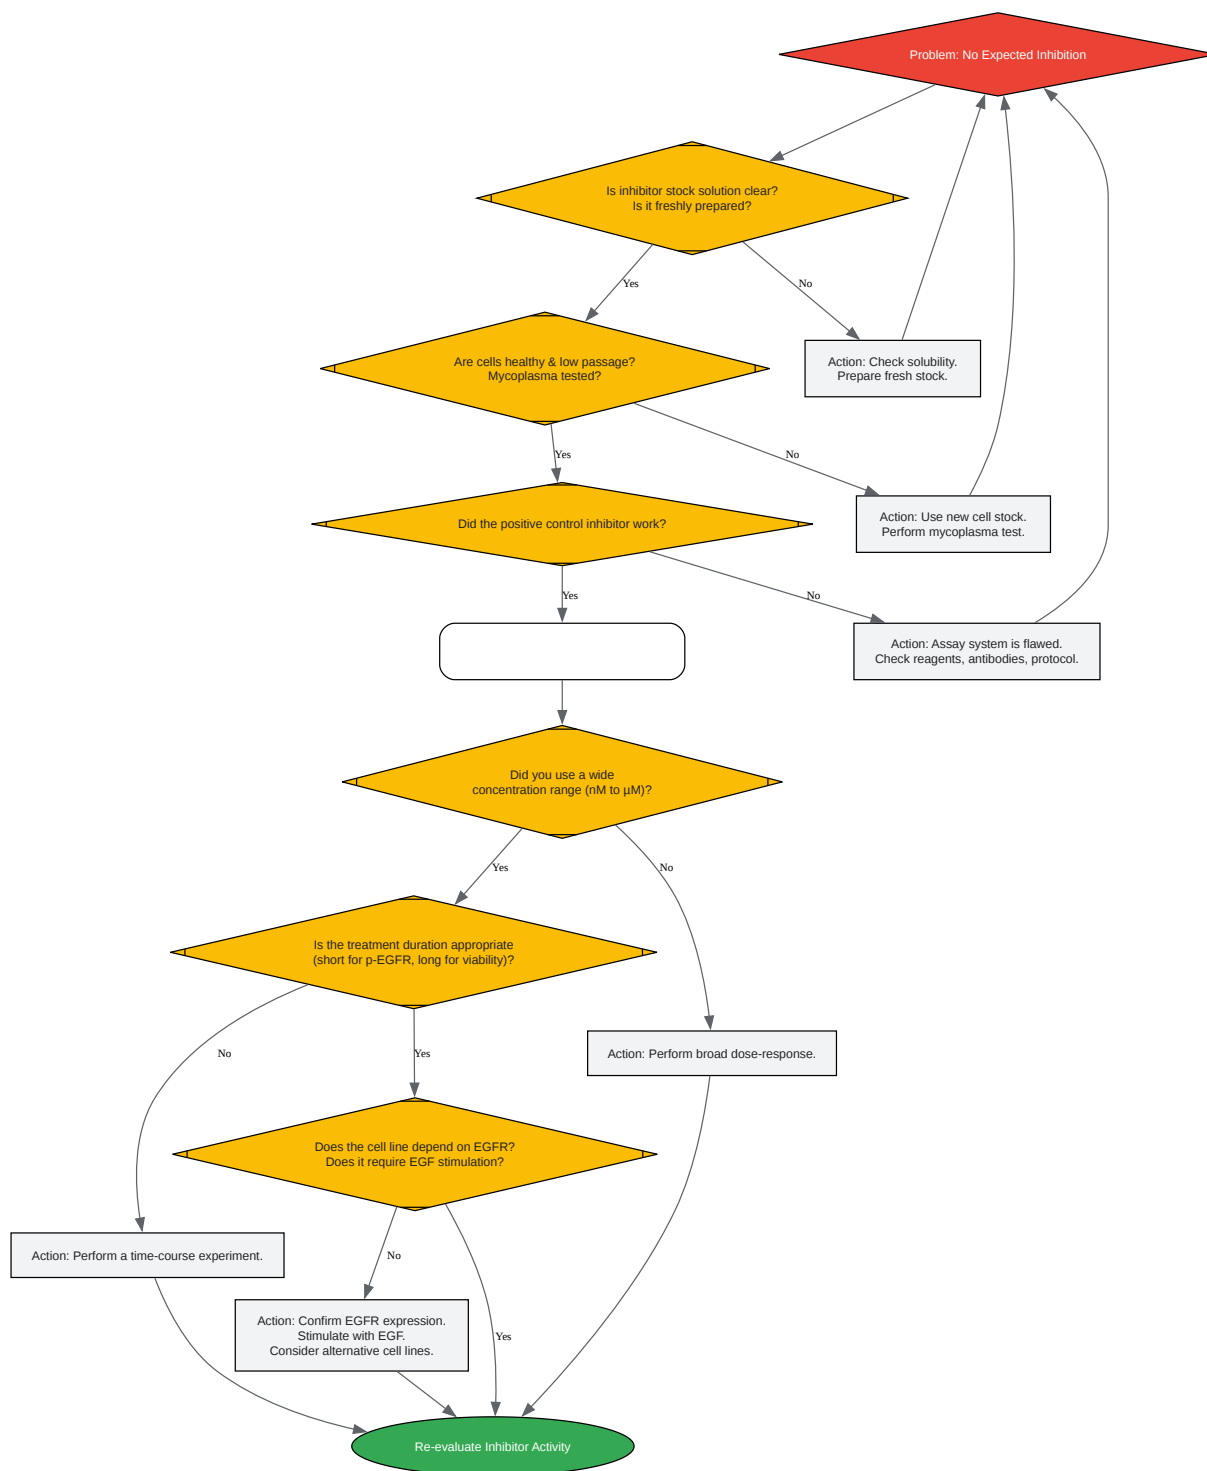 Problem: No Expected Inhibition
Is inhibitor stock solution clear?
Is it freshly prepared?
Yes
No
Action: Check solubility.
Prepare fresh stock.
Are cells healthy & low passage?
Mycoplasma tested?
Yes
No
Action: Use new cell stock.
Perform mycoplasma test.
Did the positive control inhibitor work?
Yes
No
Action: Assay system is flawed.
Check reagents, antibodies, protocol.
Did you use a wide
concentration range (nM to µM)?
Yes
No
Is the treatment duration appropriate
(short for p-EGFR, long for viability)?
No
Yes
Action: Perform broad dose-response.
Does the cell line depend on EGFR?
Does it require EGF stimulation?
Action: Perform a time-course experiment.
No
Yes
Action: Confirm EGFR expression.
Stimulate with EGF.
Consider alternative cell lines.
Re-evaluate Inhibitor Activity